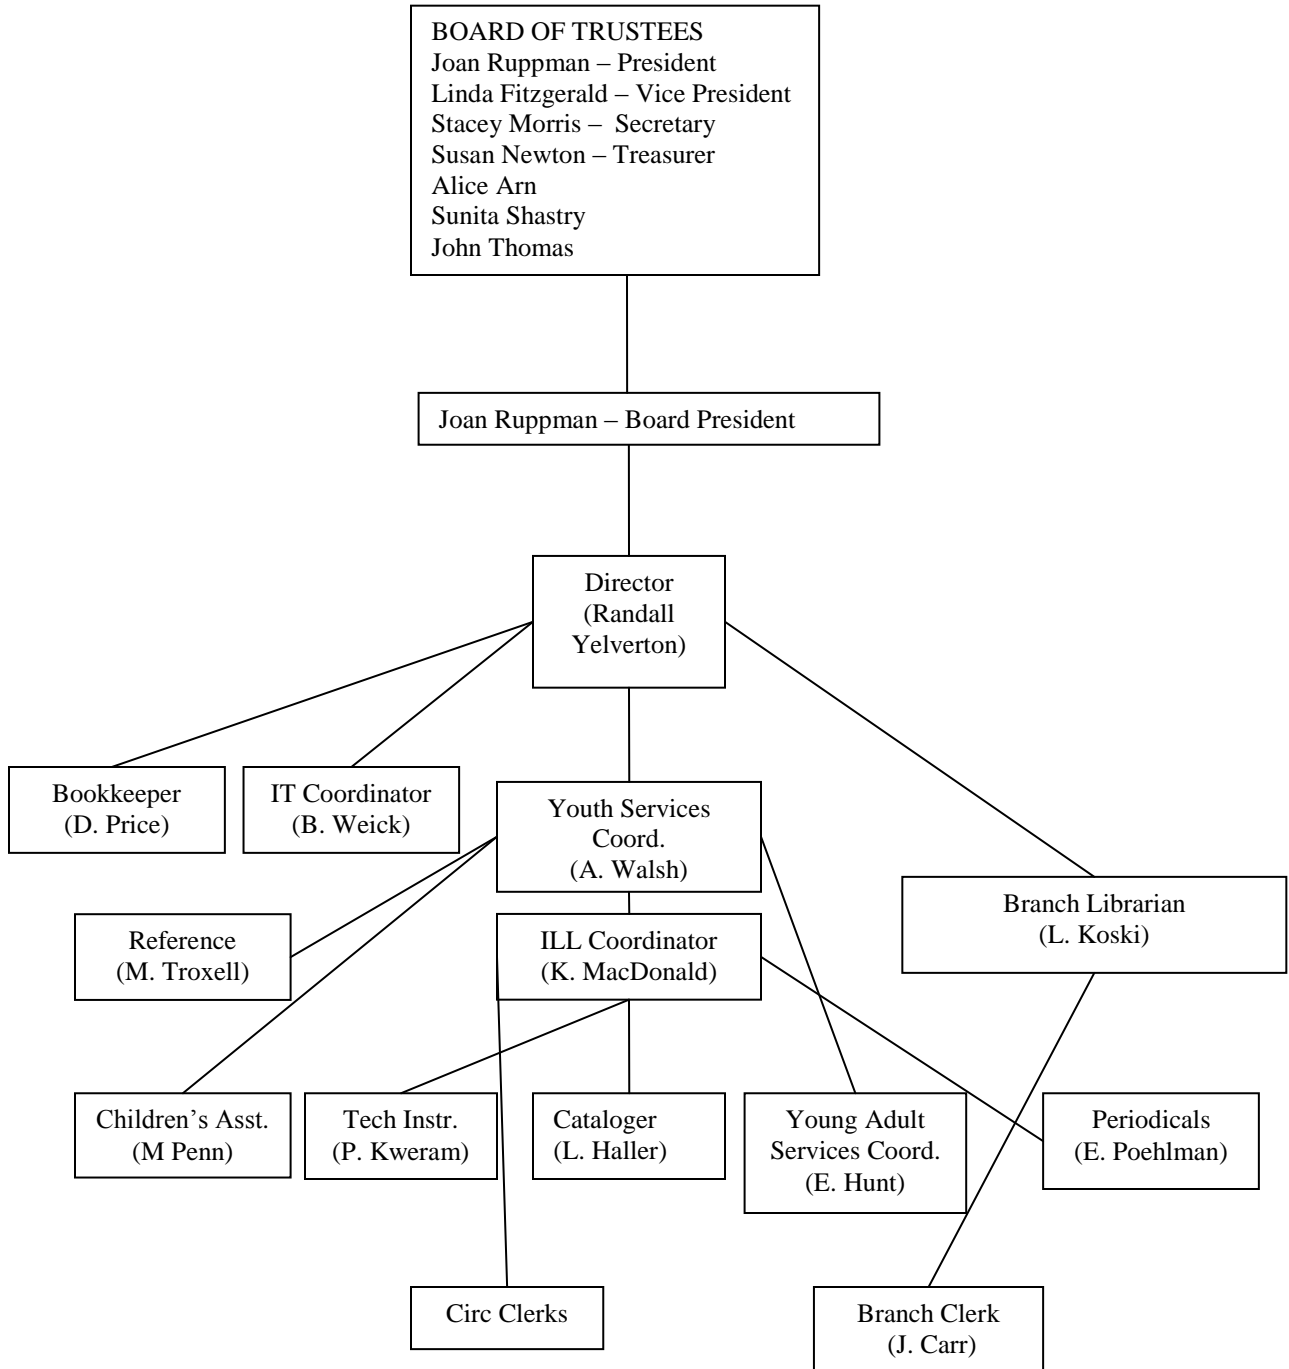 BOARD OF TRUSTEES
Joan Ruppman – President
Linda Fitzgerald – Vice President
Stacey Morris –  Secretary
Susan Newton – Treasurer
Alice Arn
Sunita Shastry
John Thomas
Joan Ruppman – Board President
Director
(Randall
Yelverton)
Bookkeeper
(D. Price)
IT Coordinator
(B. Weick)
Youth Services
Coord.
(A. Walsh)
Branch Librarian
(L. Koski)
Reference
(M. Troxell)
ILL Coordinator
(K. MacDonald)
Children’s Asst.
(M Penn)
Tech Instr.
(P. Kweram)
Cataloger
(L. Haller)
Young Adult
Services Coord.
(E. Hunt)
Periodicals
(E. Poehlman)
Circ Clerks
Branch Clerk
(J. Carr)